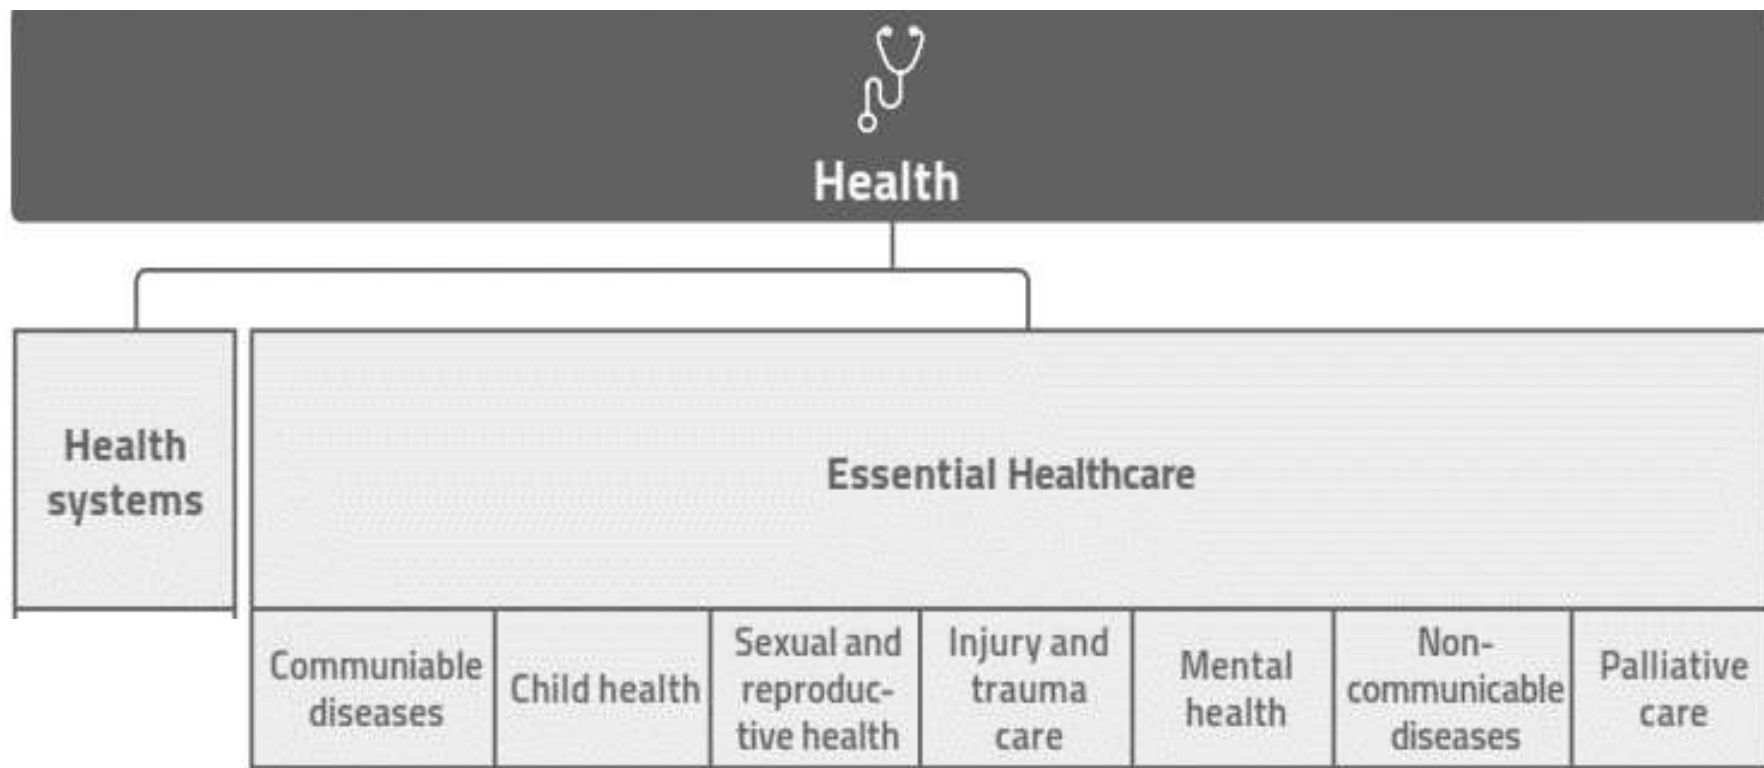 Health
Health
systems
Essential Healthcare
Communiable
diseases
Child health
Sexual and
reproduc-
tive health
Injury and
trauma
care
Mental
health
Non-
communicable
diseases
Palliative
care